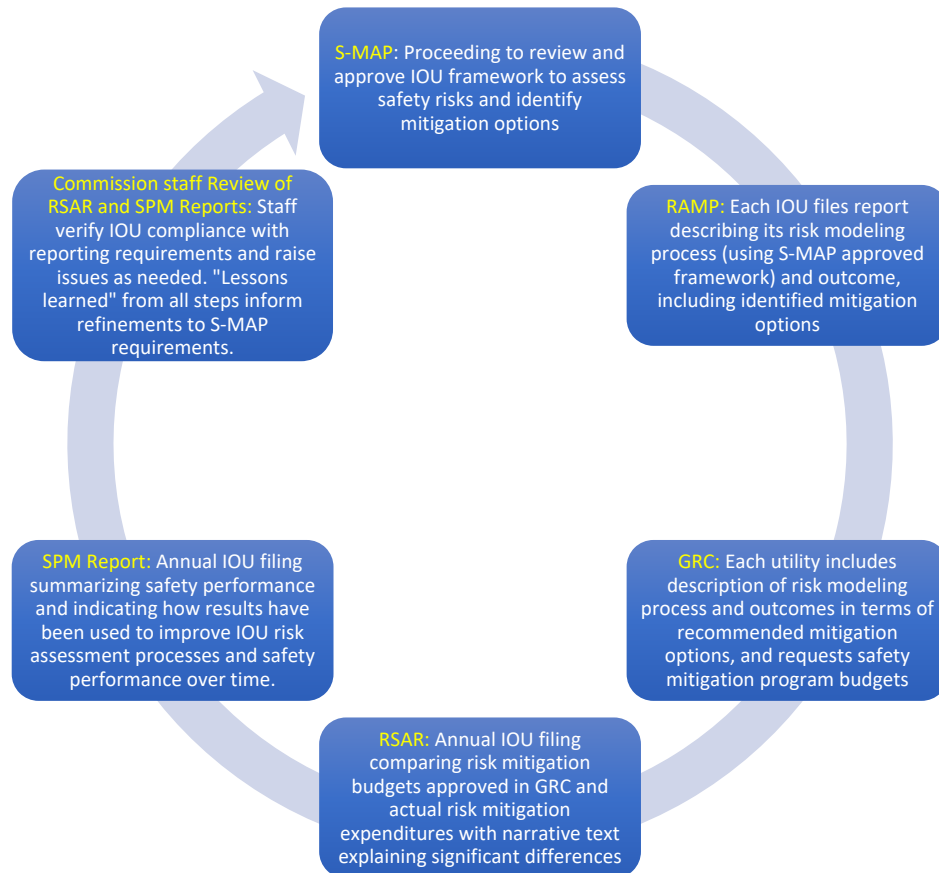 S-MAP: Proceeding to review and
approve IOU framework to assess
safety risks and identify
mitigation options
RAMP: Each IOU files report
describing its risk modeling
process (using S-MAP approved
framework) and outcome,
including identified mitigation
options
GRC: Each utility includes
description of risk modeling
process and outcomes in terms of
recommended mitigation
options, and requests safety
mitigation program budgets
RSAR: Annual IOU filing
comparing risk mitigation
budgets approved in GRC and
actual risk mitigation
expenditures with narrative text
explaining significant differences
SPM Report: Annual IOU filing
summarizing safety performance
and indicating how results have
been used to improve IOU risk
assessment processes and safety
performance over time.
Commission staff Review of
RSAR and SPM Reports: Staff
verify IOU compliance with
reporting requirements and raise
issues as needed. "Lessons
learned" from all steps inform
refinements to S-MAP
requirements.